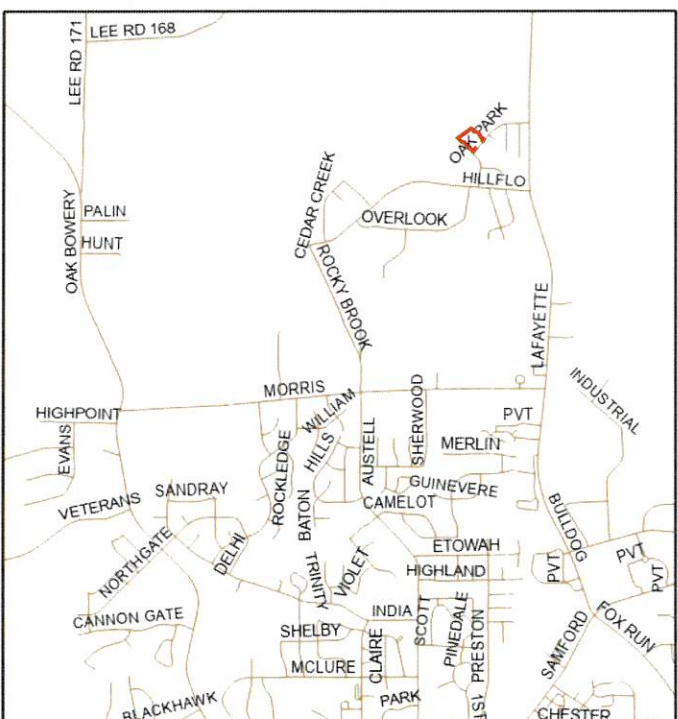 LEE RD 168
LEE RD 171
OAK PARK
HILLFLO
CEDAR CREEK
OVERLOOK
PALIN
OAK BOWERY
HUNT
ROCKY BROOK
LAFAYETTE
MORRIS
INDUSTRIAL
HIGHPOINT
WILLIAM
SHERWOOD
PVT
EVANS
HILLS
AUSTELL
MERLIN
ROCKLEDGE
SANDRAY
GUINEVERE
VETERANS
BATON
CAMELOT
BULLDOG
NORTHGATE
DELHI
ETOWAH
PVT
PVT
PVT
TRINITY
VIOLET
HIGHLAND
CANNON GATE
INDIA
SCOTT
PINEDALE
PRESTON
SAMFORD
FOX RUN
SHELBY
CLAIRE
MCLURE
PARK
1ST
BLACKHAWK
CHESTER